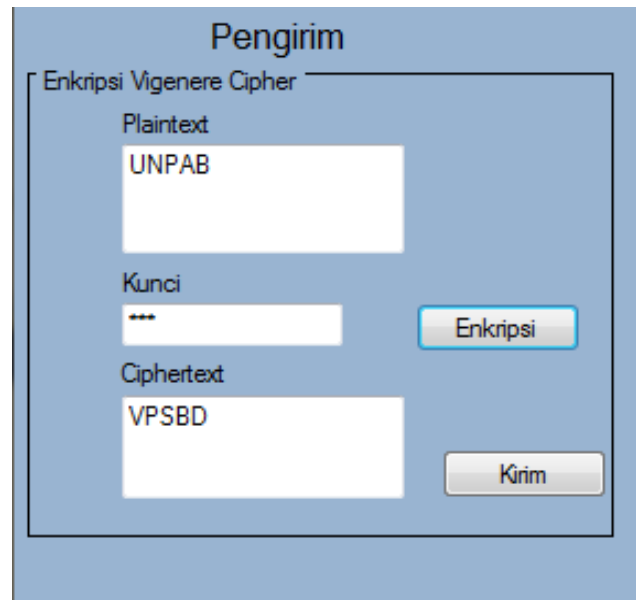 Pengirim
Enkripsi Vigenere Cipher
Plaintext
UNPAB
Kunci
***
Enkripsi
Ciphertext
VPSBD
Kirim